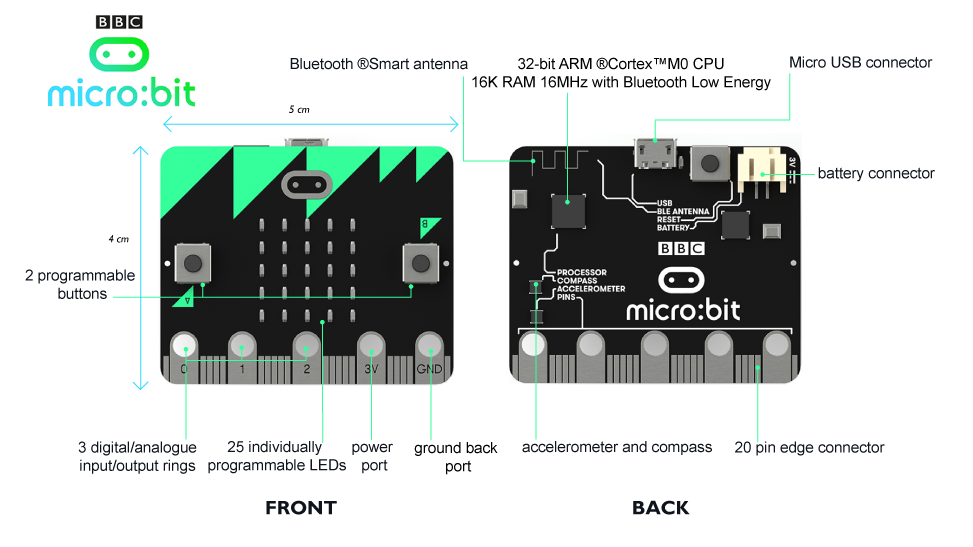 BBC
micro:bit
Bluetooth ®Smart antenna
32-bit ARM ®Cortex™M0 CPU
16K RAM 16MHz with Bluetooth Low Energy
Micro USB connector
5 cm
4 cm
battery connector
2 programmable
buttons
B
A
0
1
2
3V
GND
3V
USB
BLE ANTENNA
RESET
BATTERY
BBC
micro:bit
PROCESSOR
COMPASS
ACCELEROMETER
PINS
3 digital/analogue
input/output rings
25 individually
programmable LEDs
power
port
ground back
port
accelerometer and compass
20 pin edge connector
FRONT
BACK